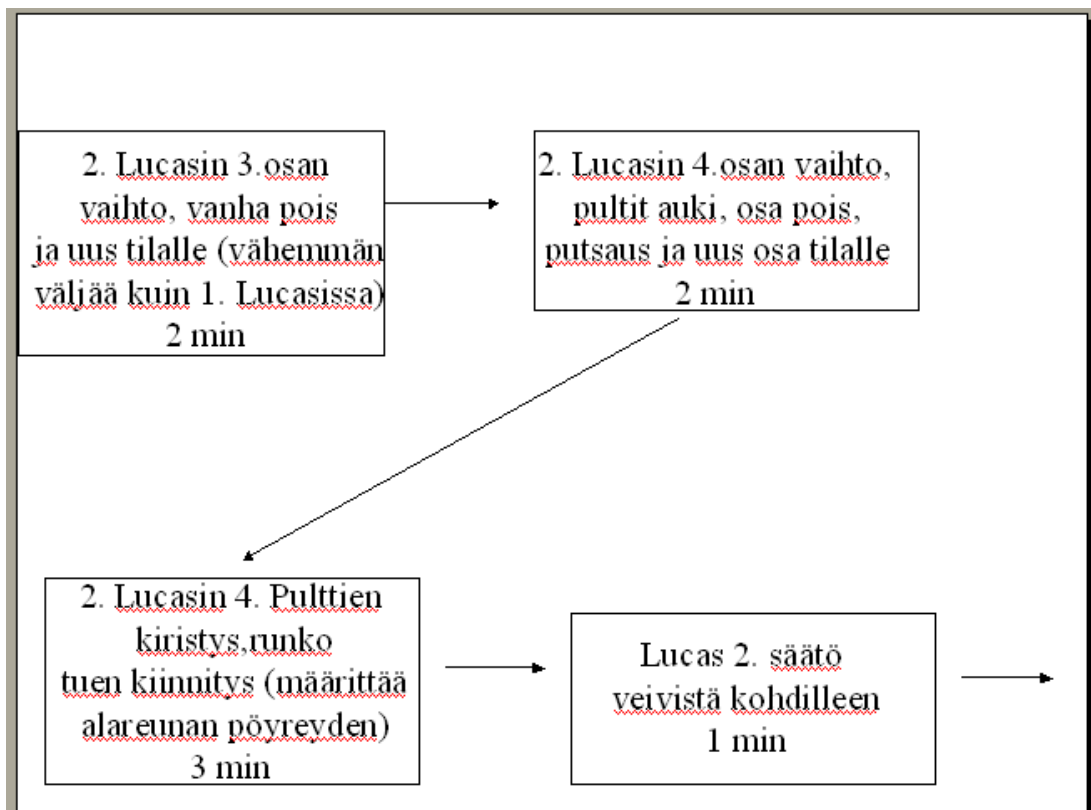 2. Lucasin 3.osan
vaihto, vanha pois
ja uus tilalle (vähemmän
väljää kuin 1. Lucasissa)
2 min
2. Lucasin 4.osan vaihto,
pultit auki, osa pois,
putsaus ja uus osa tilalle
2 min
2. Lucasin 4. Pulttien
kiristys,runko
tuen kiinnitys (määrittää
alareunan pöyreyden)
3 min
Lucas 2. säätö
veivistä kohdilleen
1 min